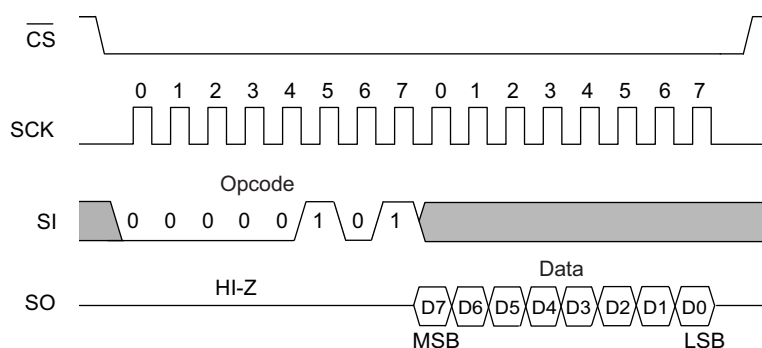 CS
0 1 2 3 4 5 6 7 0 1 2 3 4 5 6 7
SCK
Opcode
SI 0 0 0 0 0 1 0 1
HI-Z Data
SO D7 D6 D5 D4 D3 D2 D1 D0
MSB LSB